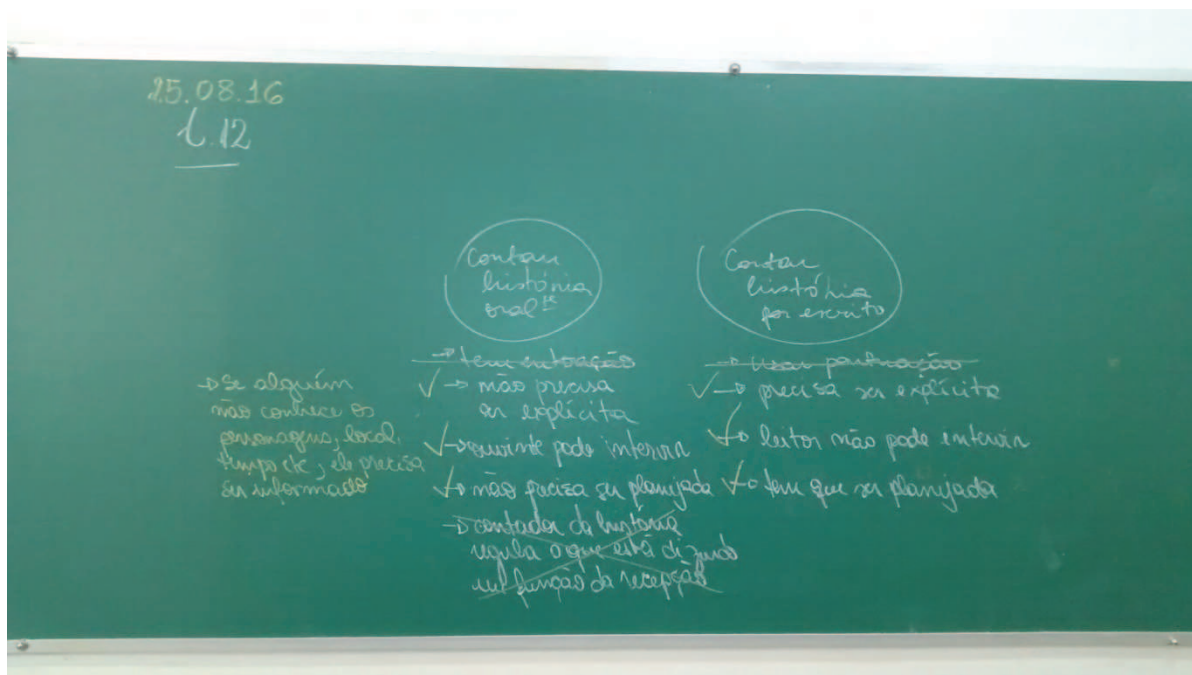 25.08.16
l.12
Contar
história
oral te
Contar
história
por escrito
→ Se alguém
não conhece os
personagens, local,
tempo etc, ele precisa
ser informado
→ tem entoação
→ não precisa
ser explícita
→ ouvinte pode intervir
→ não precisa ser planejada
→ contador da história
regula o que está dizendo
em função da recepção
→ usar pontuação
→ precisa ser explícita
→ leitor não pode intervir
→ tem que ser planejada